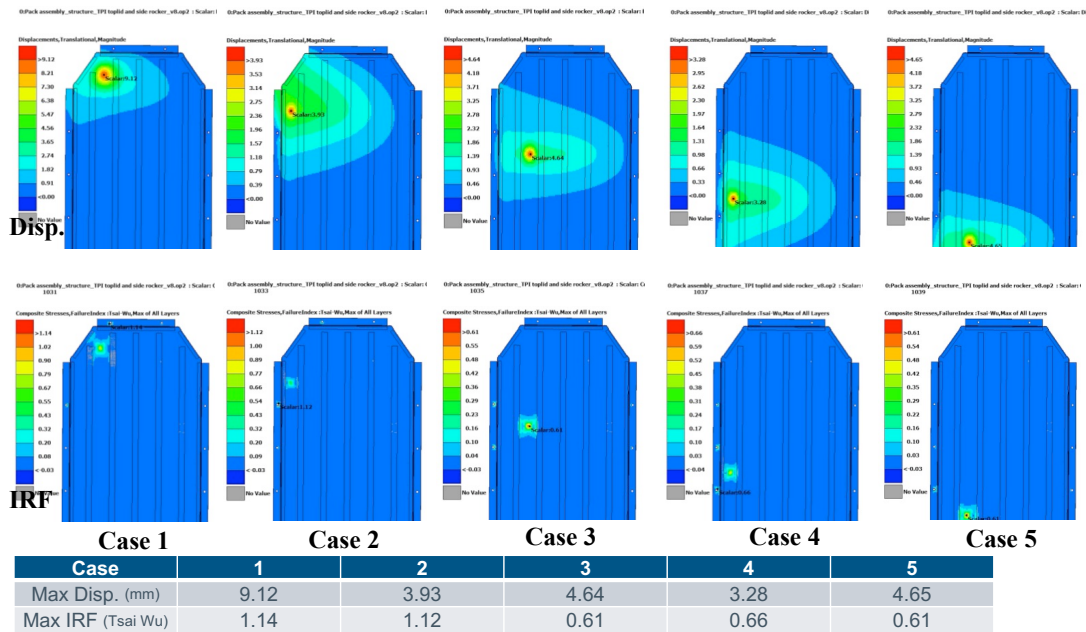 O:Pack assembly_structure_TPI toplid and side rocker_v8.op2 : Scalar: I
O:Pack assembly_structure_TPI toplid and side rocker_v8.op2 : Scalar: I
O:Pack assembly_structure_TPI toplid and side rocker_v8.op2 : Scalar: I
O:Pack assembly_structure_TPI toplid and side rocker_v8.op2 : Scalar: D
O:Pack assembly_structure_TPI toplid and side rocker_v8.op2 : Scalar: D
Displacements,Translational,Magnitude
>9.12
8.21
7.30
6.38
5.47
4.56
3.65
2.74
1.82
0.91
<0.00
No Value
Scalar:9.12
Displacements,Translational,Magnitude
>3.93
3.53
3.14
2.75
2.36
1.96
1.57
1.18
0.79
0.39
<0.00
No Value
Scalar:3.93
Displacements,Translational,Magnitude
>4.64
4.18
3.71
3.25
2.78
2.32
1.86
1.39
0.93
0.46
<0.00
No Value
Scalar:4.64
Displacements,Translational,Magnitude
>3.28
2.95
2.62
2.30
1.97
1.64
1.31
0.98
0.66
0.33
<0.00
No Value
Scalar:3.28
Displacements,Translational,Magnitude
>4.65
4.18
3.72
3.25
2.79
2.32
1.86
1.39
0.93
0.46
<0.00
No Value
Scalar:4.65
Disp.
O:Pack assembly_structure_TPI toplid and side rocker_v8.op2 : Scalar: C
1031
O:Pack assembly_structure_TPI toplid and side rocker_v8.op2 : Scalar: C
1033
O:Pack assembly_structure_TPI toplid and side rocker_v8.op2 : Scalar: C
1035
O:Pack assembly_structure_TPI toplid and side rocker_v8.op2 : Scalar: C
1037
O:Pack assembly_structure_TPI toplid and side rocker_v8.op2 : Scalar: C
1039
Composite Stresses,FailureIndex :Tsai-Wu,Max of All Layers
>1.14
1.02
0.90
0.79
0.67
0.55
0.43
0.32
0.20
0.08
<-0.03
Scalar:1.14
Composite Stresses,FailureIndex :Tsai-Wu,Max of All Layers
>1.12
1.00
0.89
0.77
0.66
0.54
0.43
0.31
0.20
0.08
<-0.03
No Value
Scalar:1.12
Composite Stresses,FailureIndex :Tsai-Wu,Max of All Layers
>0.61
0.55
0.48
0.42
0.35
0.29
0.23
0.16
0.10
0.04
<-0.03
No Value
Scalar:0.61
Composite Stresses,FailureIndex :Tsai-Wu,Max of All Layers
>0.66
0.59
0.52
0.45
0.38
0.31
0.24
0.17
0.10
0.03
<-0.04
No Value
Scalar:0.66
Composite Stresses,FailureIndex :Tsai-Wu,Max of All Layers
>0.61
0.54
0.48
0.42
0.35
0.29
0.23
0.16
0.10
0.04
<-0.03
No Value
Scalar:0.61
IRF
Case 1
Case 2
Case 3
Case 4
Case 5
Case 1 2 3 4 5
Max Disp. (mm) 9.12 3.93 4.64 3.28 4.65
Max IRF (Tsai Wu) 1.14 1.12 0.61 0.66 0.61